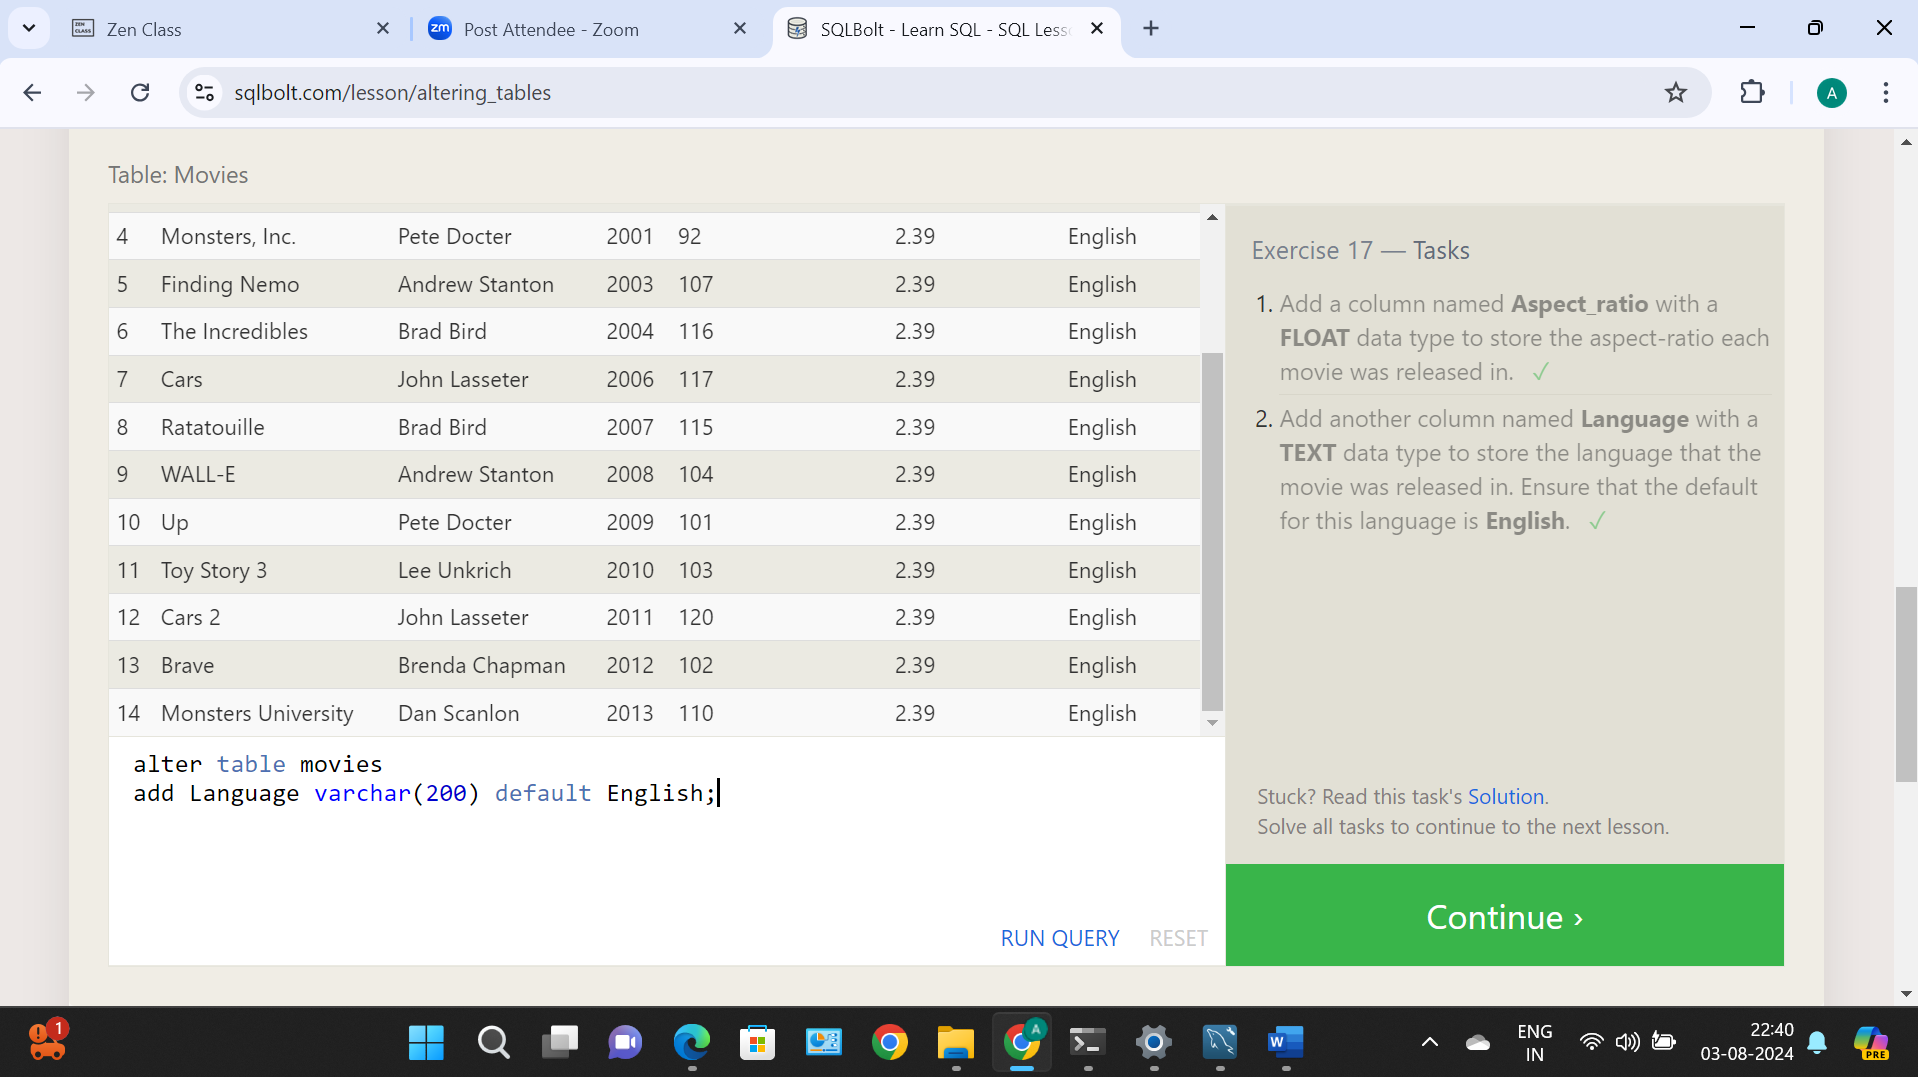 Zen Class
zm Post Attendee - Zoom
SQLBolt - Learn SQL - SQL Less
sqlbolt.com/lesson/altering_tables
A
Table: Movies
4 Monsters, Inc. Pete Docter 2001 92 2.39 English
5 Finding Nemo Andrew Stanton 2003 107 2.39 English
6 The Incredibles Brad Bird 2004 116 2.39 English
7 Cars John Lasseter 2006 117 2.39 English
8 Ratatouille Brad Bird 2007 115 2.39 English
9 WALL-E Andrew Stanton 2008 104 2.39 English
10 Up Pete Docter 2009 101 2.39 English
11 Toy Story 3 Lee Unkrich 2010 103 2.39 English
12 Cars 2 John Lasseter 2011 120 2.39 English
13 Brave Brenda Chapman 2012 102 2.39 English
14 Monsters University Dan Scanlon 2013 110 2.39 English
alter table movies
add Language varchar(200) default English;
RUN QUERY RESET
Exercise 17 — Tasks
1. Add a column named Aspect_ratio with a
FLOAT data type to store the aspect-ratio each
movie was released in. ✓
2. Add another column named Language with a
TEXT data type to store the language that the
movie was released in. Ensure that the default
for this language is English. ✓
Stuck? Read this task's Solution.
Solve all tasks to continue to the next lesson.
Continue ›
1
A
W
ENG
IN
22:40
03-08-2024
PRE